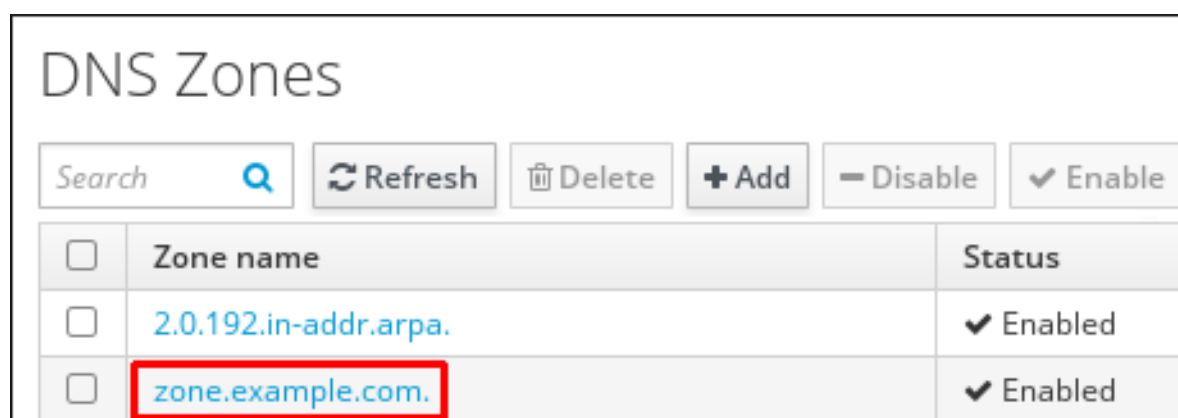 DNS Zones
Search Refresh Delete Add Disable Enable
Zone name Status
2.0.192.in-addr.arpa. Enabled
zone.example.com. Enabled